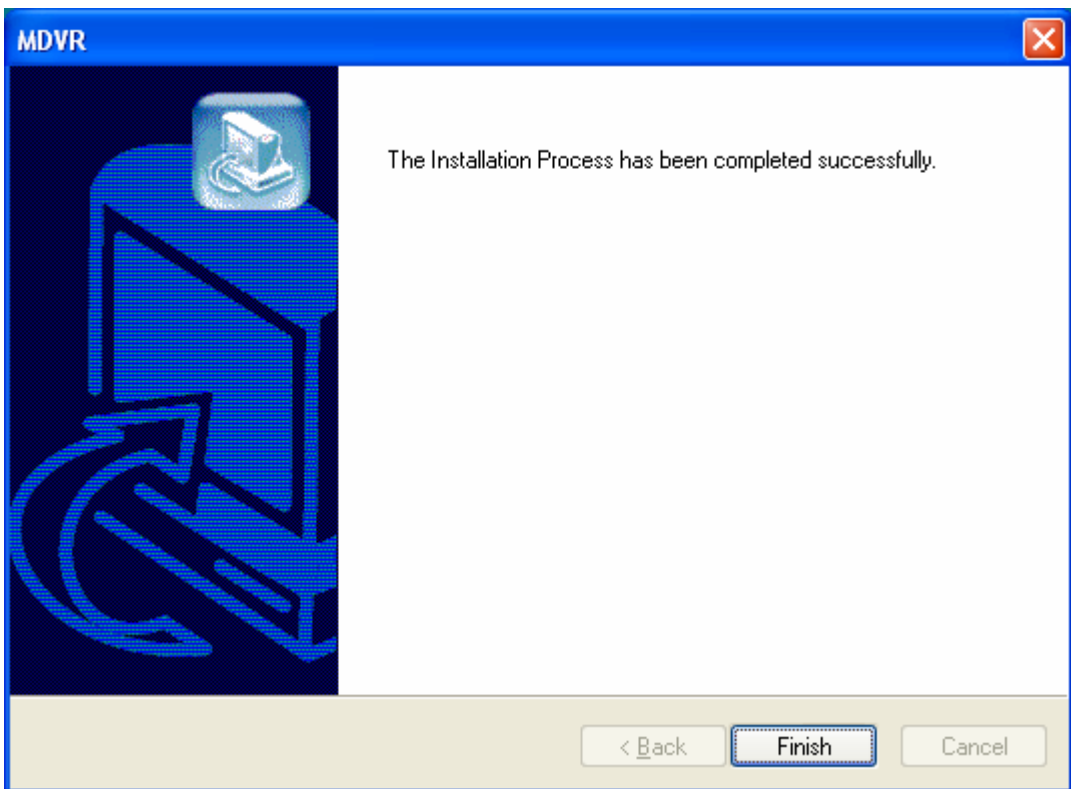 MDVR
The Installation Process has been completed successfully.
< Back
Finish
Cancel